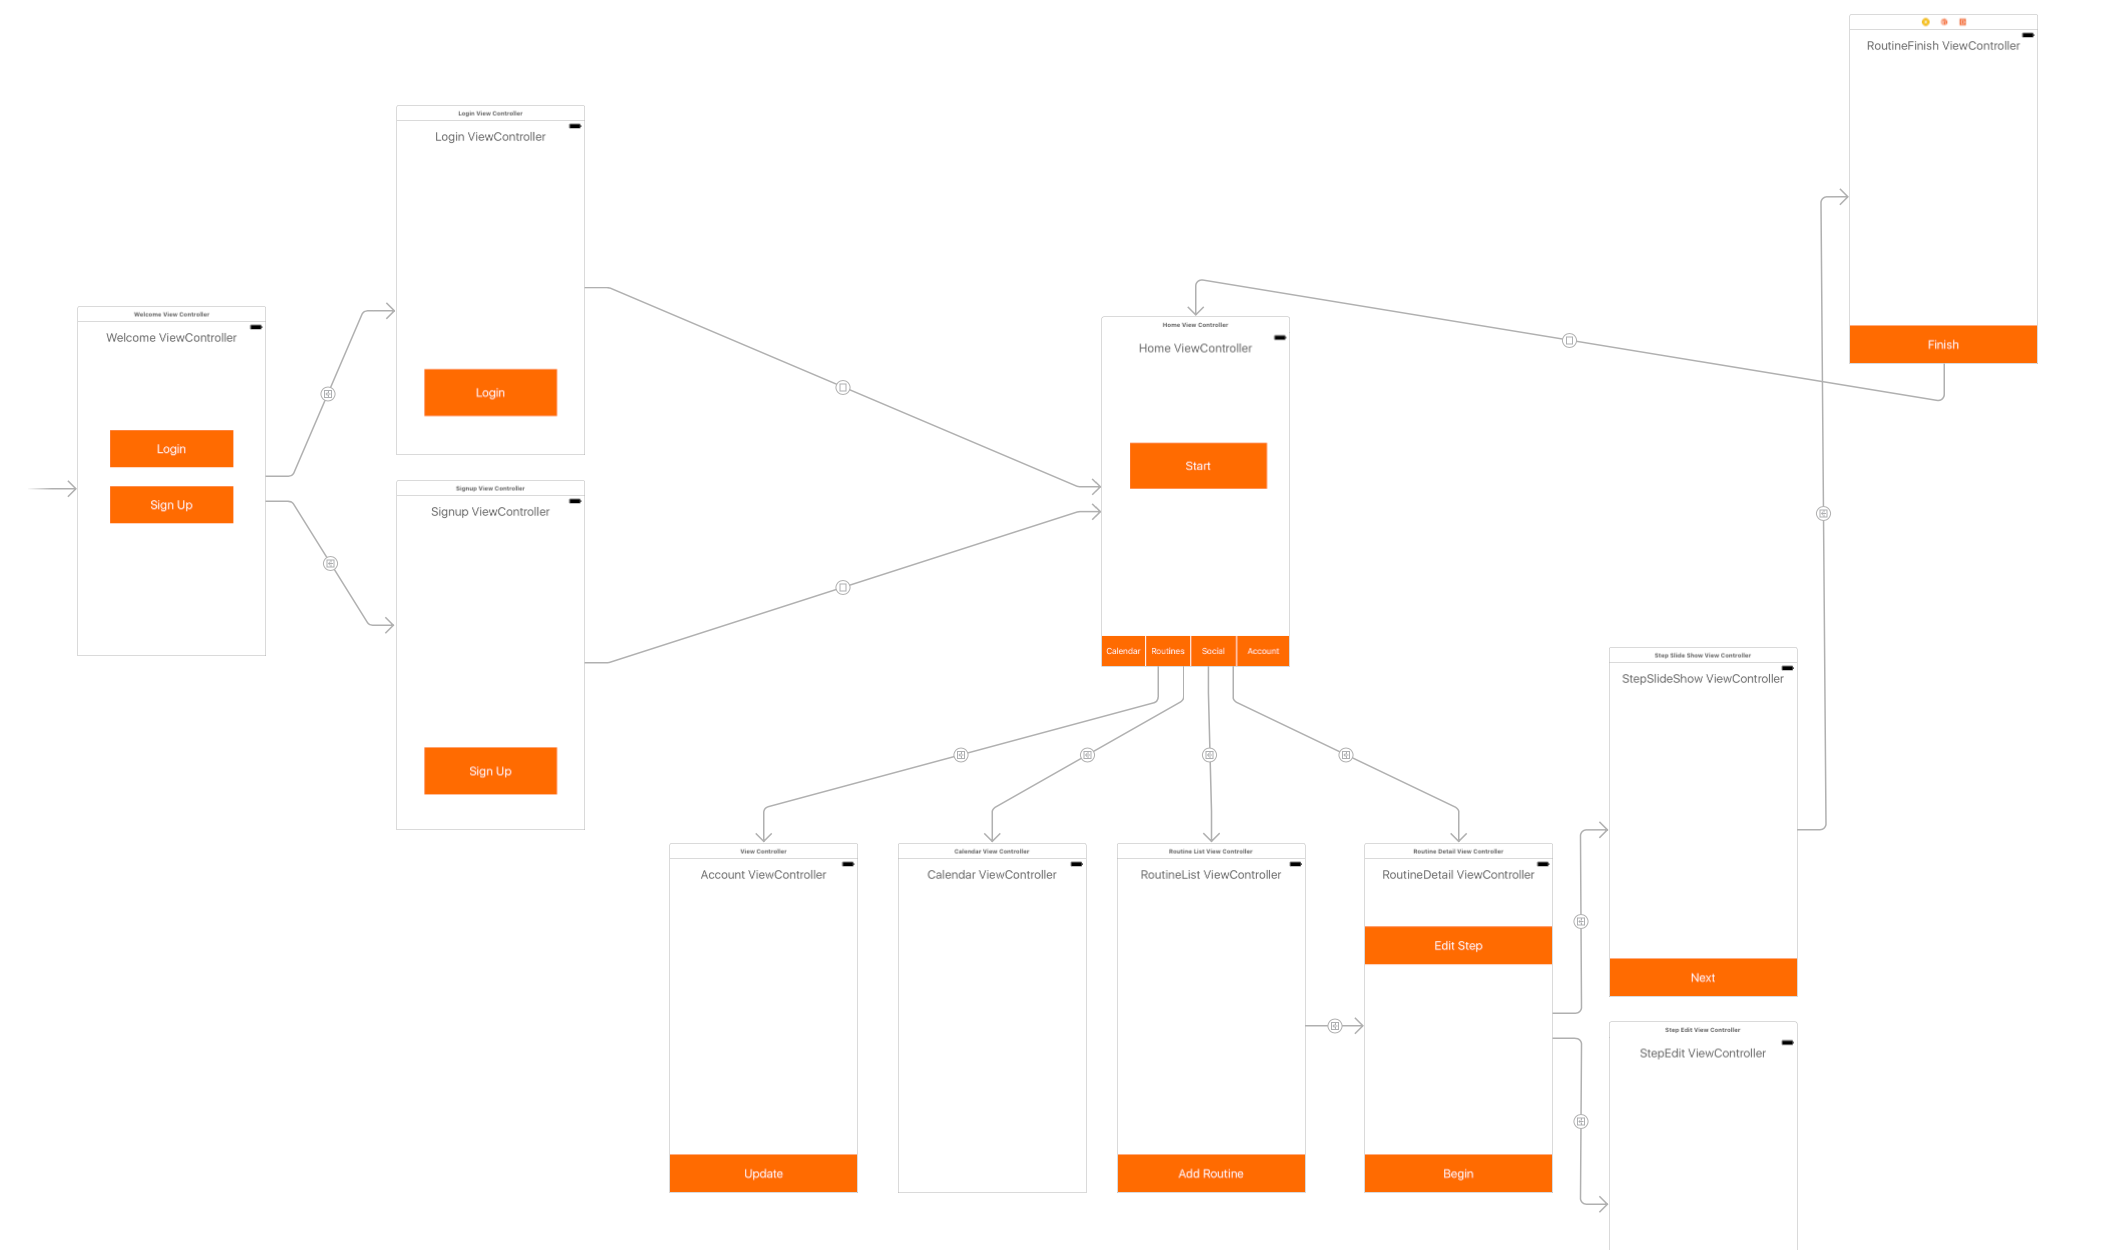 RoutineFinish ViewController
Finish
Login View Controller
Login ViewController
Login
Welcome View Controller
Welcome ViewController
Login
Sign Up
Signup View Controller
Signup ViewController
Sign Up
Home View Controller
Home ViewController
Start
Calendar
Routines
Social
Account
Step Slide Show View Controller
StepSlideShow ViewController
Next
View Controller
Account ViewController
Update
Calendar View Controller
Calendar ViewController
Routine List View Controller
RoutineList ViewController
Add Routine
Routine Detail View Controller
RoutineDetail ViewController
Edit Step
Begin
Step Edit View Controller
StepEdit ViewController